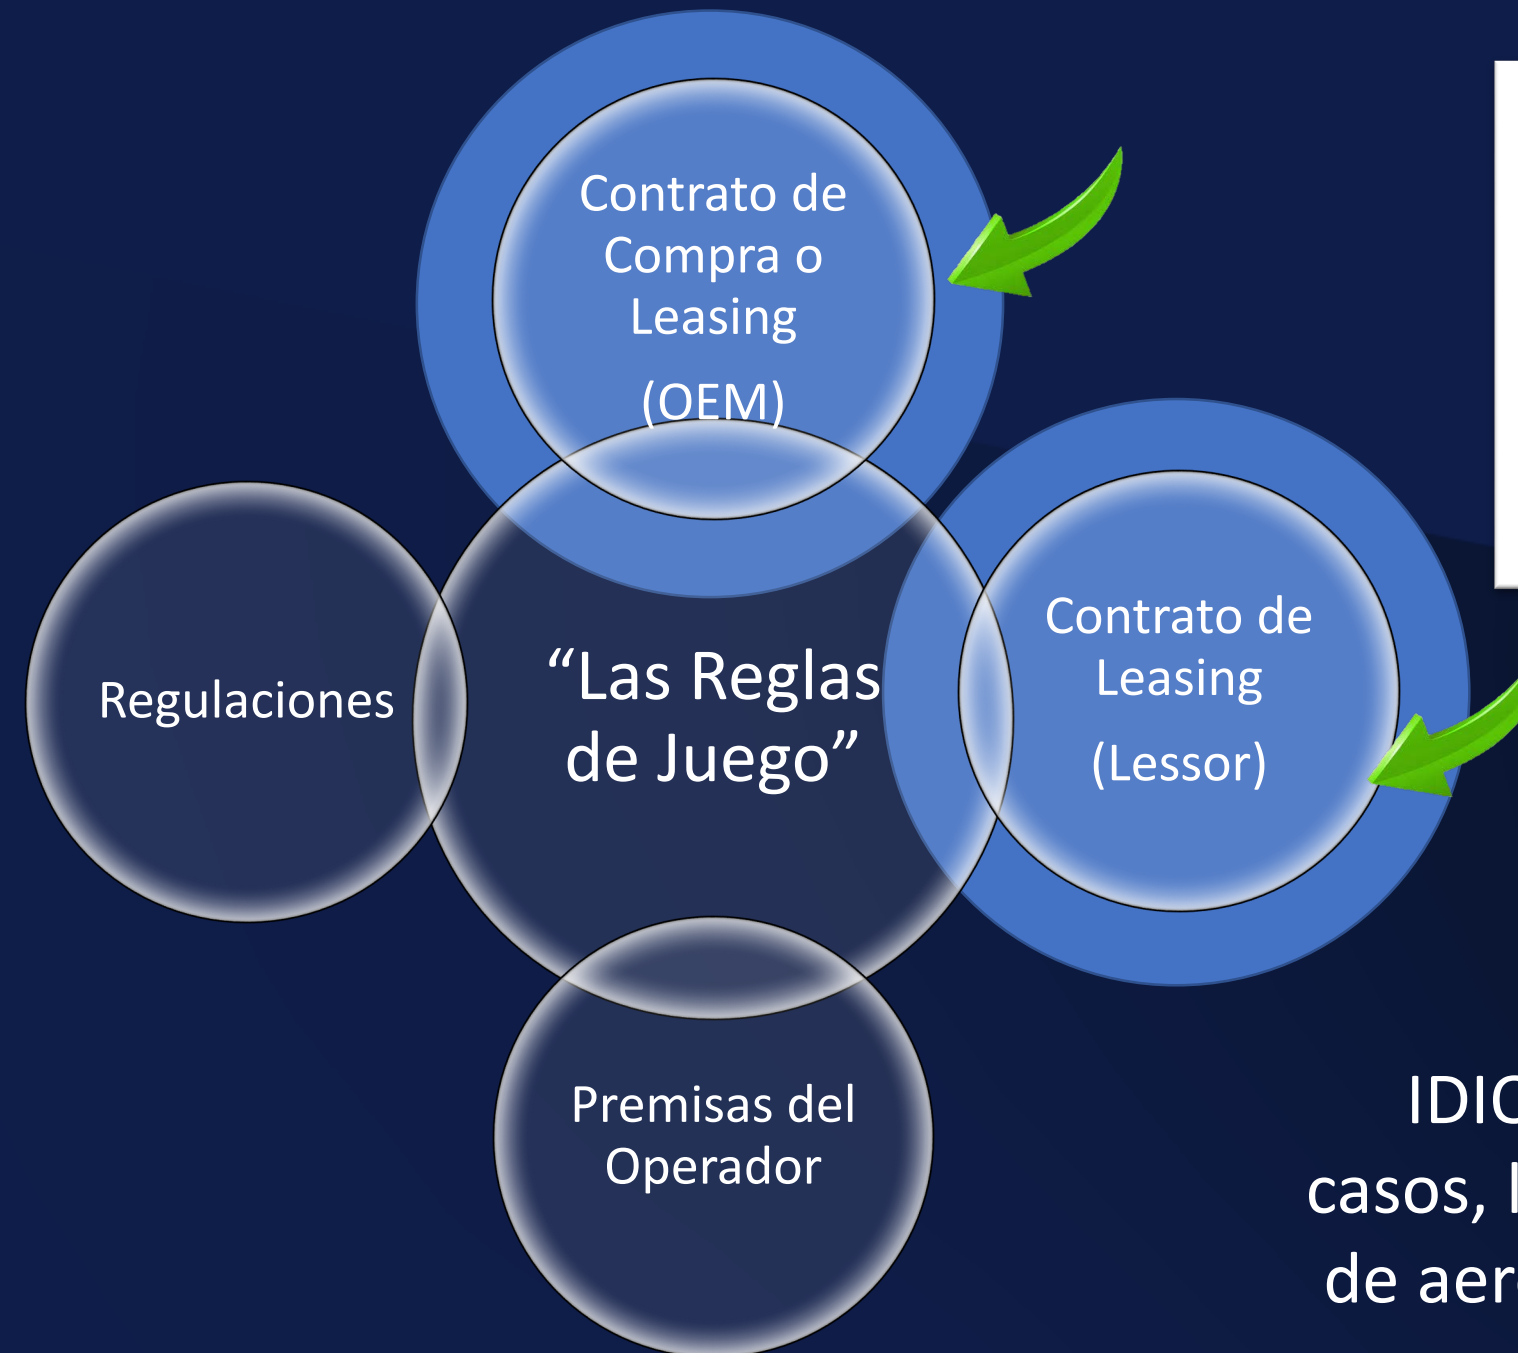 Contrato de
Compra o
Leasing
(OEM)
Contrato de
Leasing
(Lessor)
Regulaciones
“Las Reglas
de Juego”
Premisas del
Operador
casos,
de